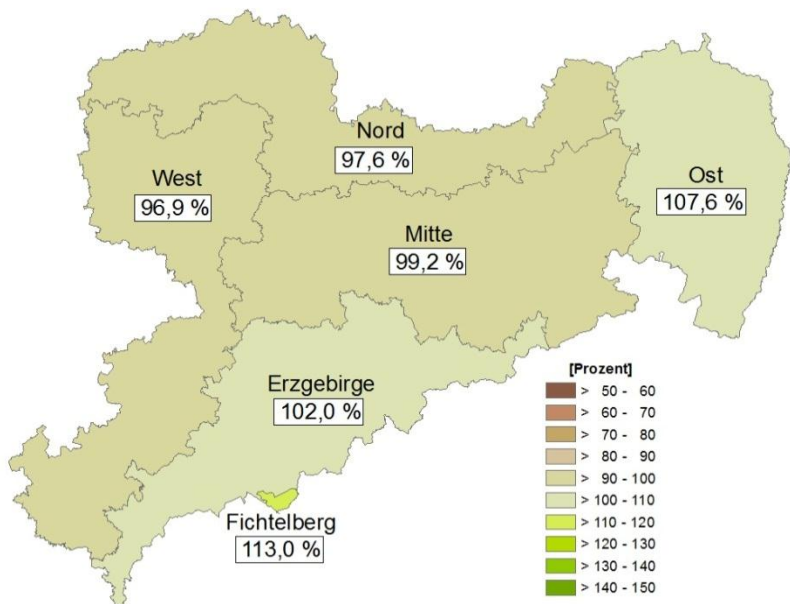 Nord
97,6 %
West
96,9 %
Ost
107,6 %
Mitte
99,2 %
Erzgebirge
102,0 %
Fichtelberg
113,0 %
[Prozent]
> 50 - 60
> 60 - 70
> 70 - 80
> 80 - 90
> 90 - 100
> 100 - 110
> 110 - 120
> 120 - 130
> 130 - 140
> 140 - 150